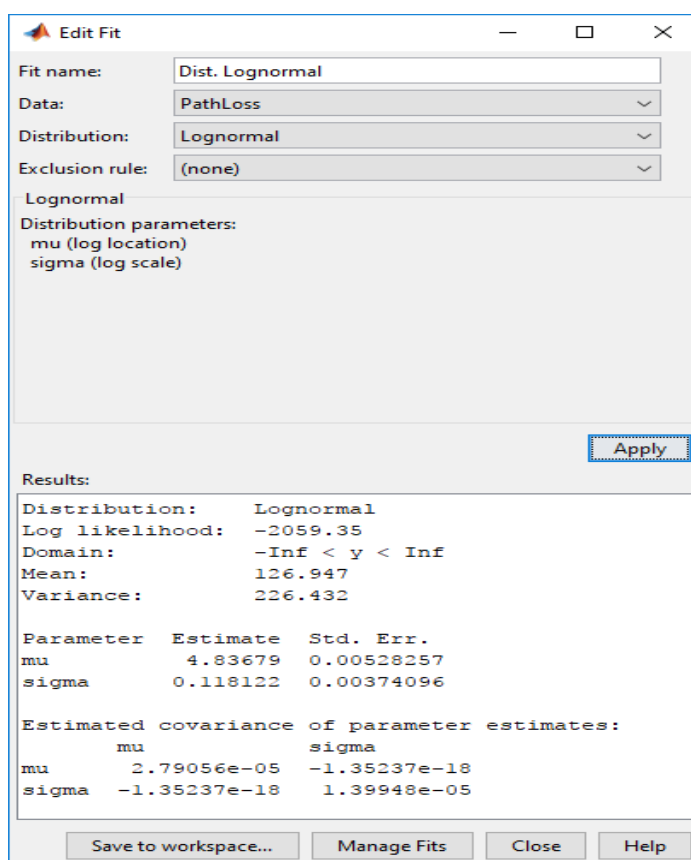 Edit Fit
Fit name: Dist. Lognormal
Data: PathLoss
Distribution: Lognormal
Exclusion rule: (none)
Lognormal
Distribution parameters:
mu (log location)
sigma (log scale)
Apply
Results:
Distribution: Lognormal
Log likelihood: -2059.35
Domain: -Inf < y < Inf
Mean: 126.947
Variance: 226.432
Parameter Estimate Std. Err.
mu 4.83679 0.00528257
sigma 0.118122 0.00374096
Estimated covariance of parameter estimates:
mu sigma
mu 2.79056e-05 -1.35237e-18
sigma -1.35237e-18 1.39948e-05
Save to workspace... Manage Fits Close Help